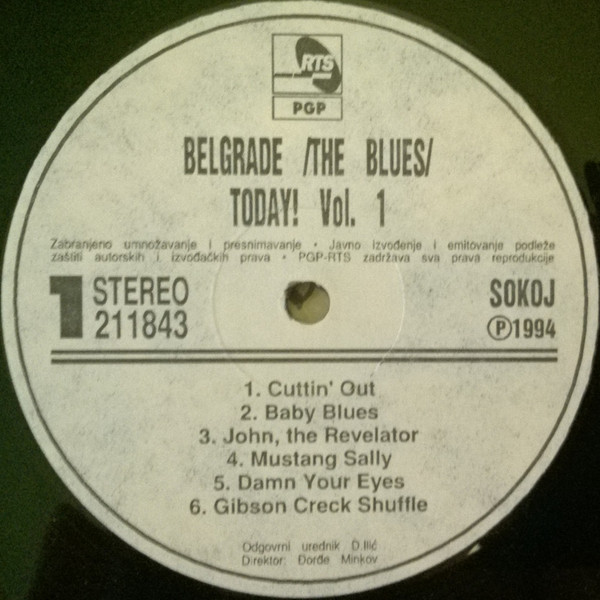 RTS
PGP
BELGRADE /THE BLUES/
TODAY! Vol. 1
Zabranjeno umnožavanje i presnimavanje • Javno izvođenje i emitovanje podleže
zaštiti autorskih i izvođačkih prava • PGP-RTS zadržava sva prava reprodukcije
1 STEREO SOKOJ
211843 Ⓟ1994
1. Cuttin' Out
2. Baby Blues
3. John, the Revelator
4. Mustang Sally
5. Damn Your Eyes
6. Gibson Creck Shuffle
Odgovrni urednik D.Ilić
Direktor: Đorđe Minkov